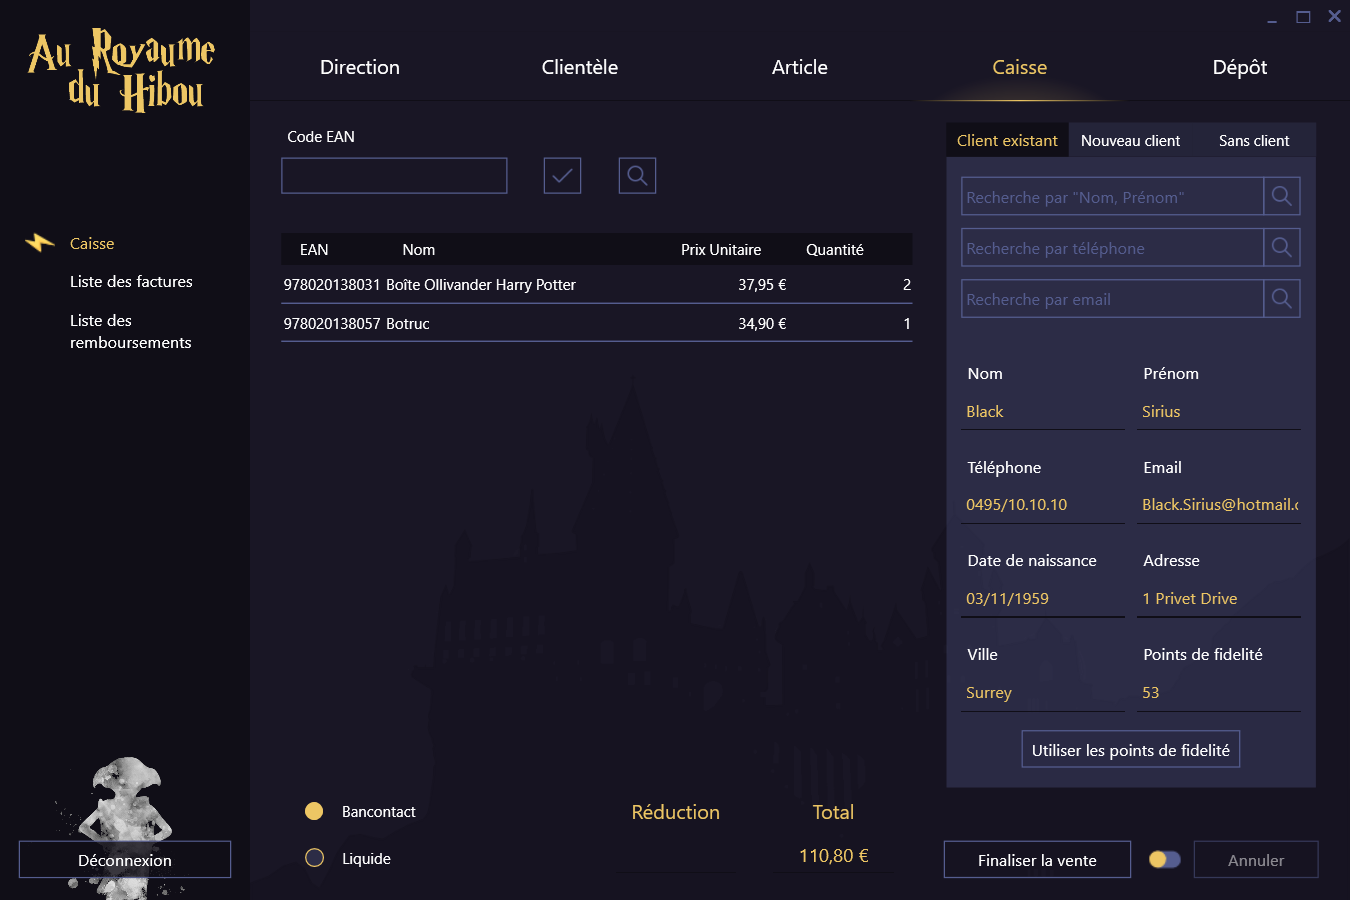 Au Royaume
du Hibou
Direction
Clientèle
Article
Caisse
Dépôt
Caisse
Liste des factures
Liste des
remboursements
Déconnexion
Code EAN
EAN Nom Prix Unitaire Quantité
978020138031 Boîte Ollivander Harry Potter 37,95 € 2
978020138057 Botruc 34,90 € 1
Bancontact
Liquide
Réduction
Total
110,80 €
Client existant
Nouveau client
Sans client
Recherche par "Nom, Prénom"
Recherche par téléphone
Recherche par email
Nom Prénom
Black Sirius
Téléphone Email
0495/10.10.10 Black.Sirius@hotmail.c
Date de naissance Adresse
03/11/1959 1 Privet Drive
Ville Points de fidelité
Surrey 53
Utiliser les points de fidelité
Finaliser la vente
Annuler